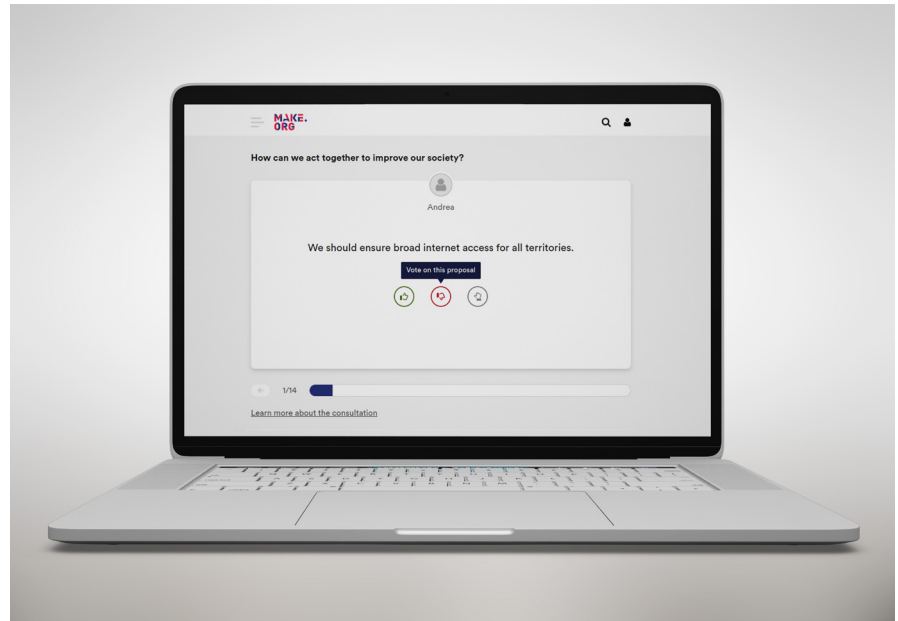 MAKE.
ORG
How can we act together to improve our society?
Andrea
We should ensure broad internet access for all territories.
Vote on this proposal
1/14
Learn more about the consultation